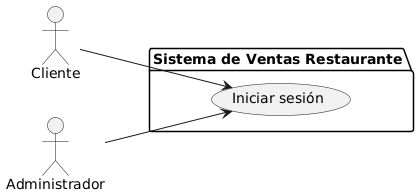 Cliente
Sistema de Ventas Restaurante
Iniciar sesión
Administrador